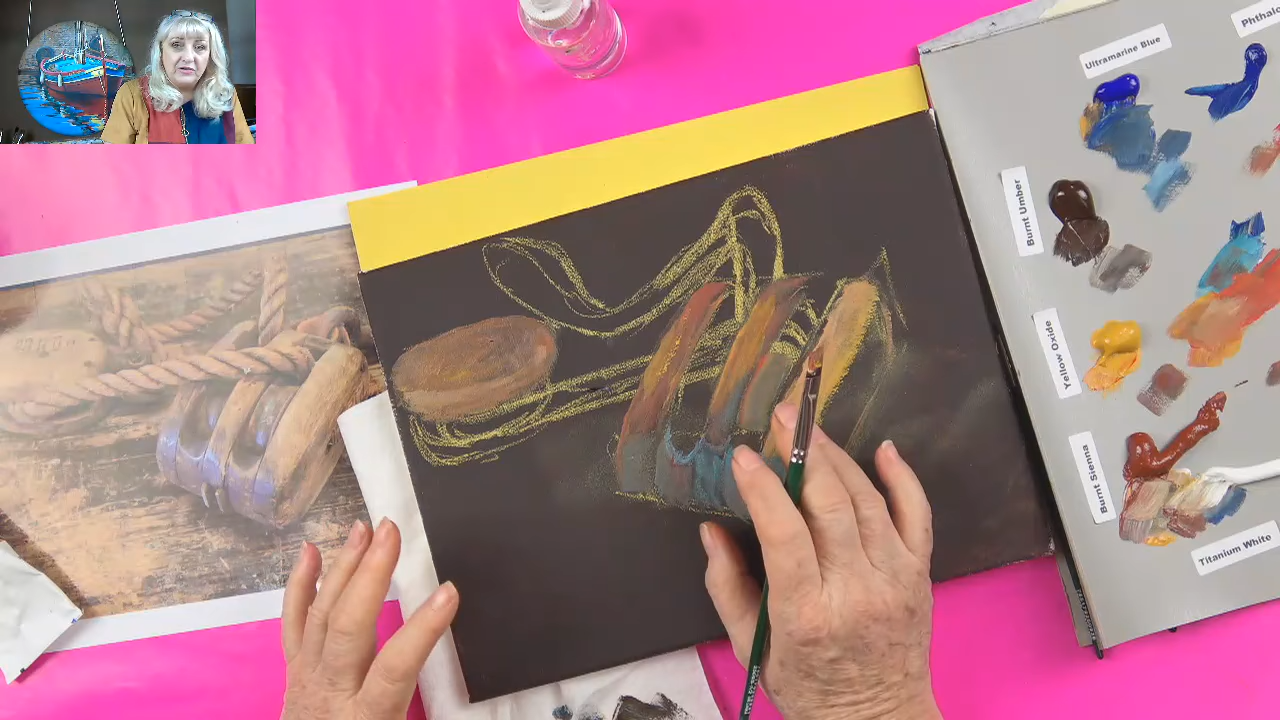 Ultramarine Blue
Phthalo
Burnt Umber
Yellow Oxide
Burnt Sienna
Titanium White